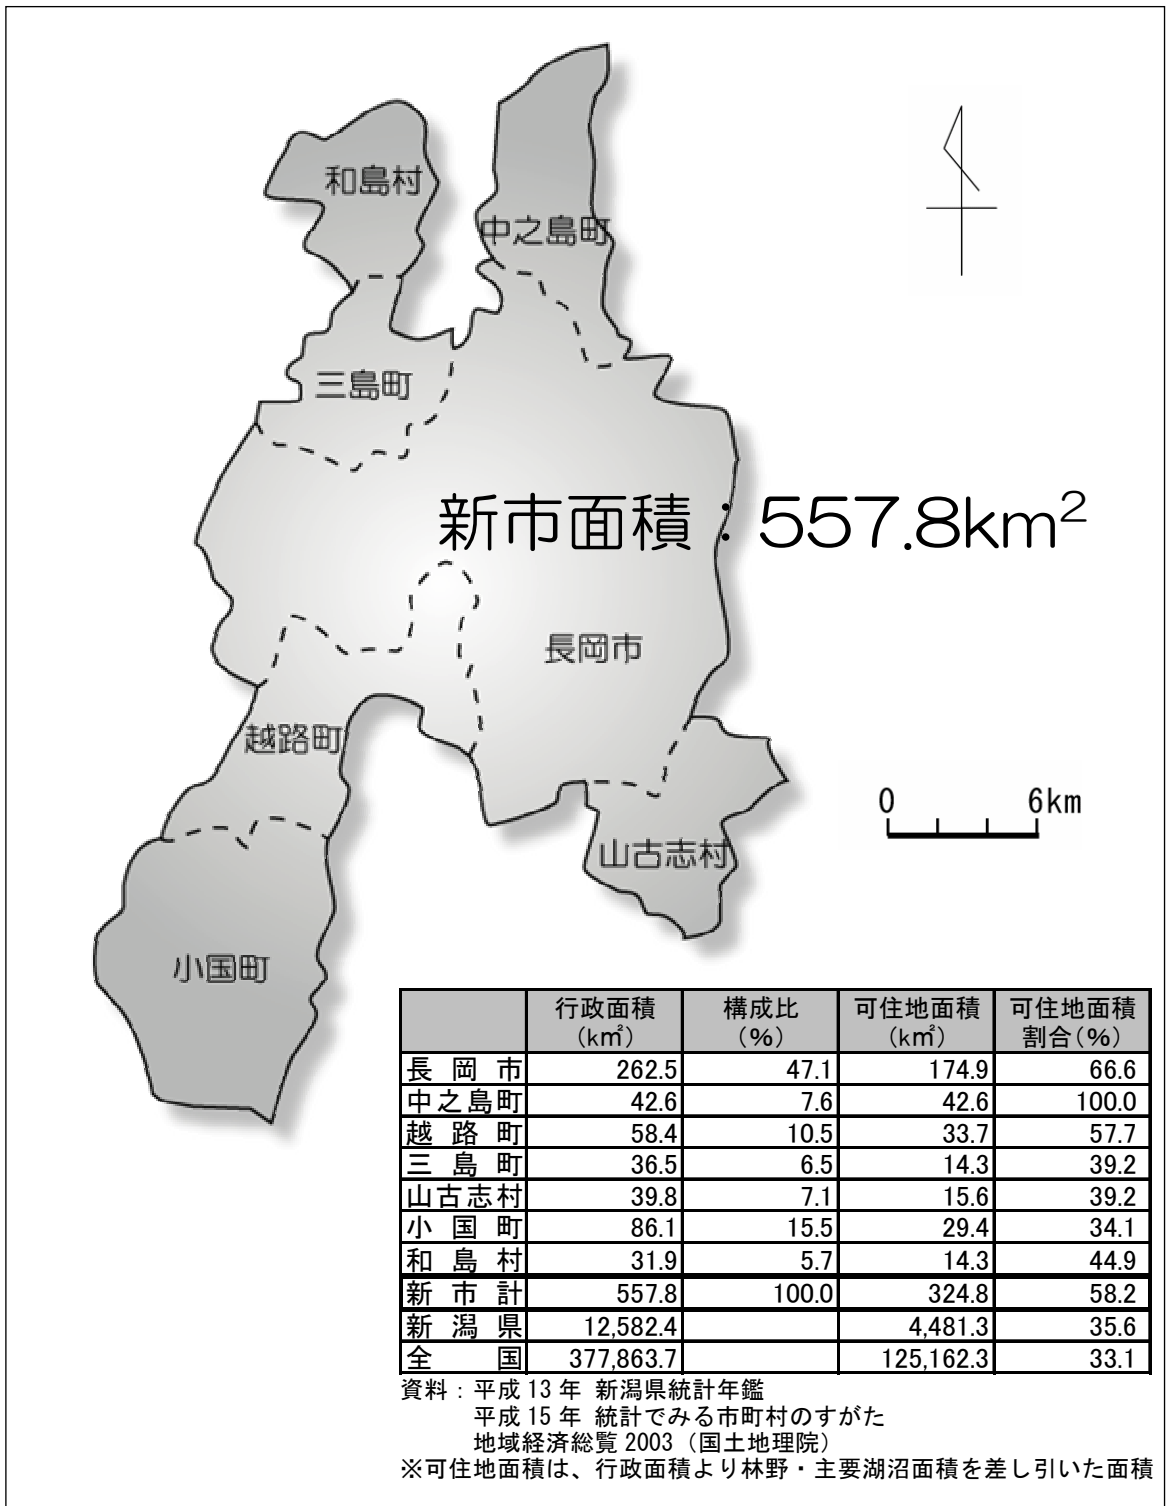 和島村
中之島町
三島町
新市面積：557.8km²
長岡市
越路町
0 6km
山古志村
小国町
行政面積(k㎡) 構成比(%) 可住地面積(k㎡) 可住地面積割合(%)
長岡市 262.5 47.1 174.9 66.6
中之島町 42.6 7.6 42.6 100.0
越路町 58.4 10.5 33.7 57.7
三島町 36.5 6.5 14.3 39.2
山古志村 39.8 7.1 15.6 39.2
小国町 86.1 15.5 29.4 34.1
和島村 31.9 5.7 14.3 44.9
新市計 557.8 100.0 324.8 58.2
新潟県 12,582.4 4,481.3 35.6
全国 377,863.7 125,162.3 33.1
資料：平成13年 新潟県統計年鑑
平成15年 統計でみる市町村のすがた
地域経済総覧2003（国土地理院）
※可住地面積は、行政面積より林野・主要湖沼面積を差し引いた面積